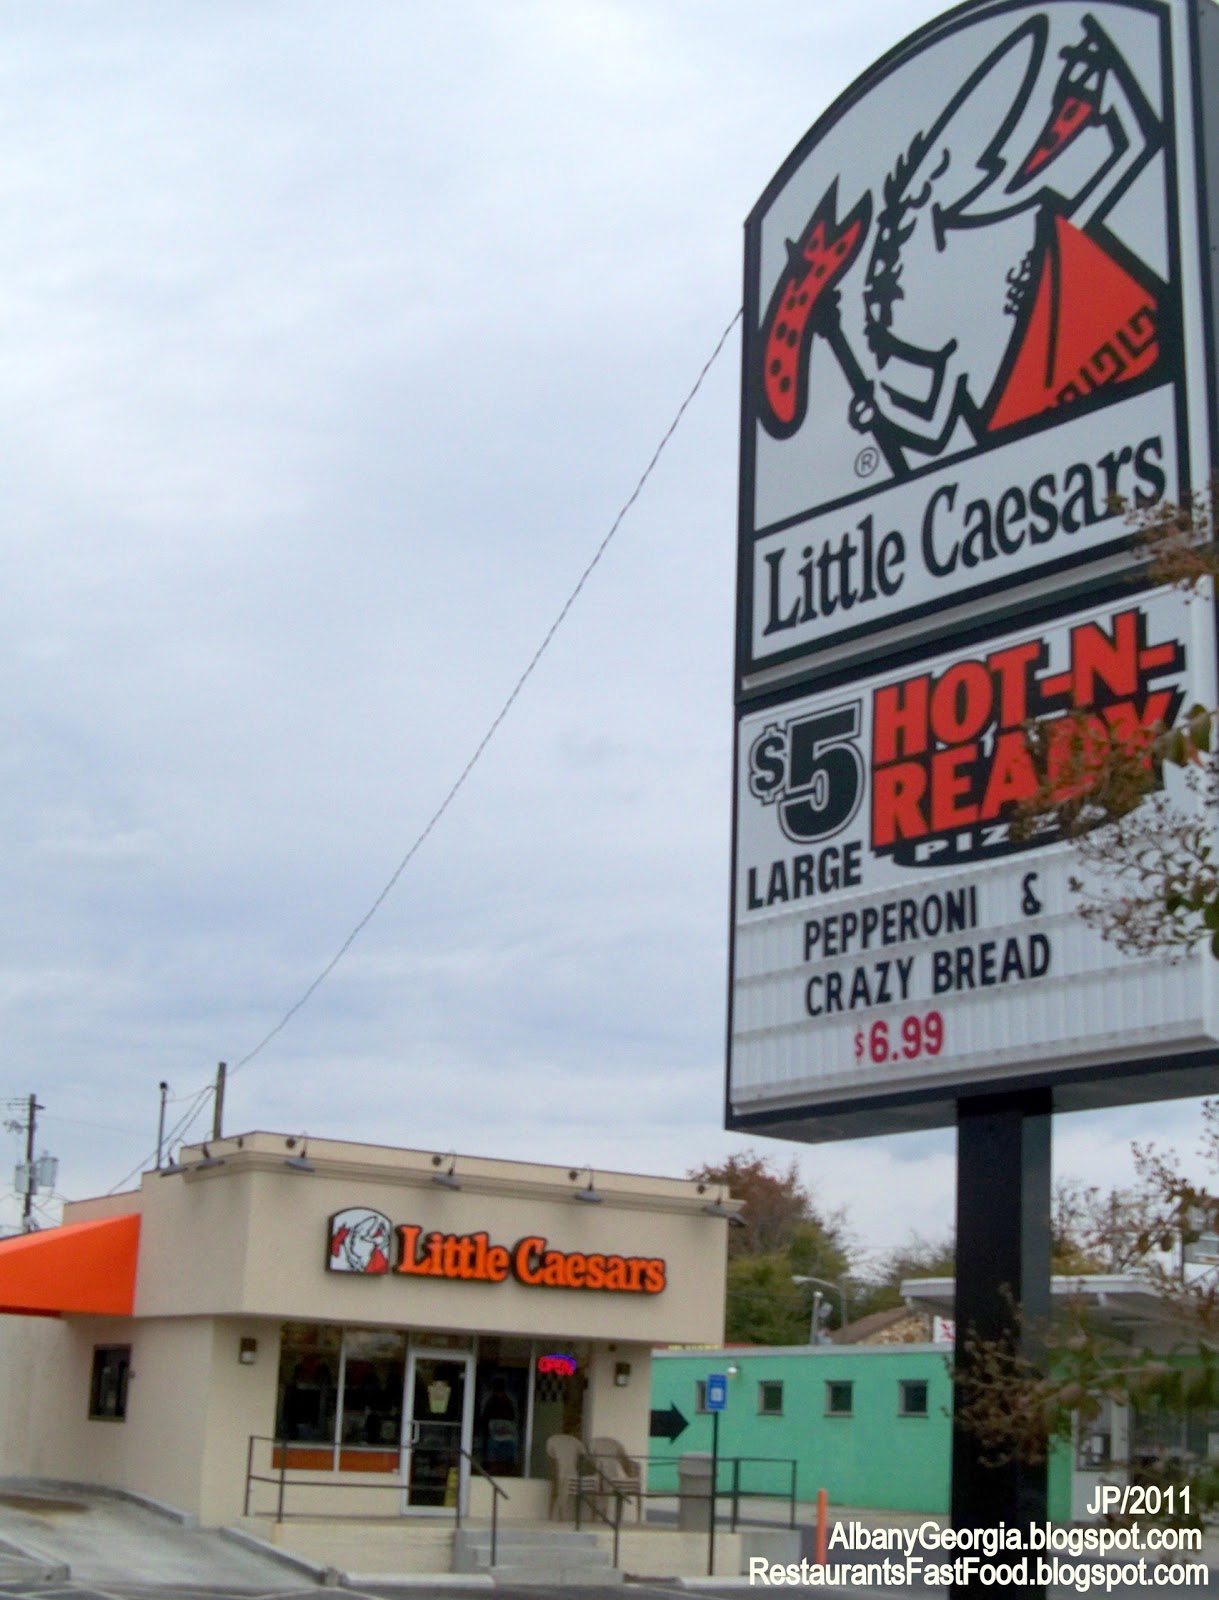 ®
Little Caesars
$5 HOT-N-
READY
PIZZ
LARGE
PEPPERONI &
CRAZY BREAD
$6.99
Little Caesars
OPEN
JP/2011
AlbanyGeorgia.blogspot.com
RestaurantsFastFood.blogspot.com